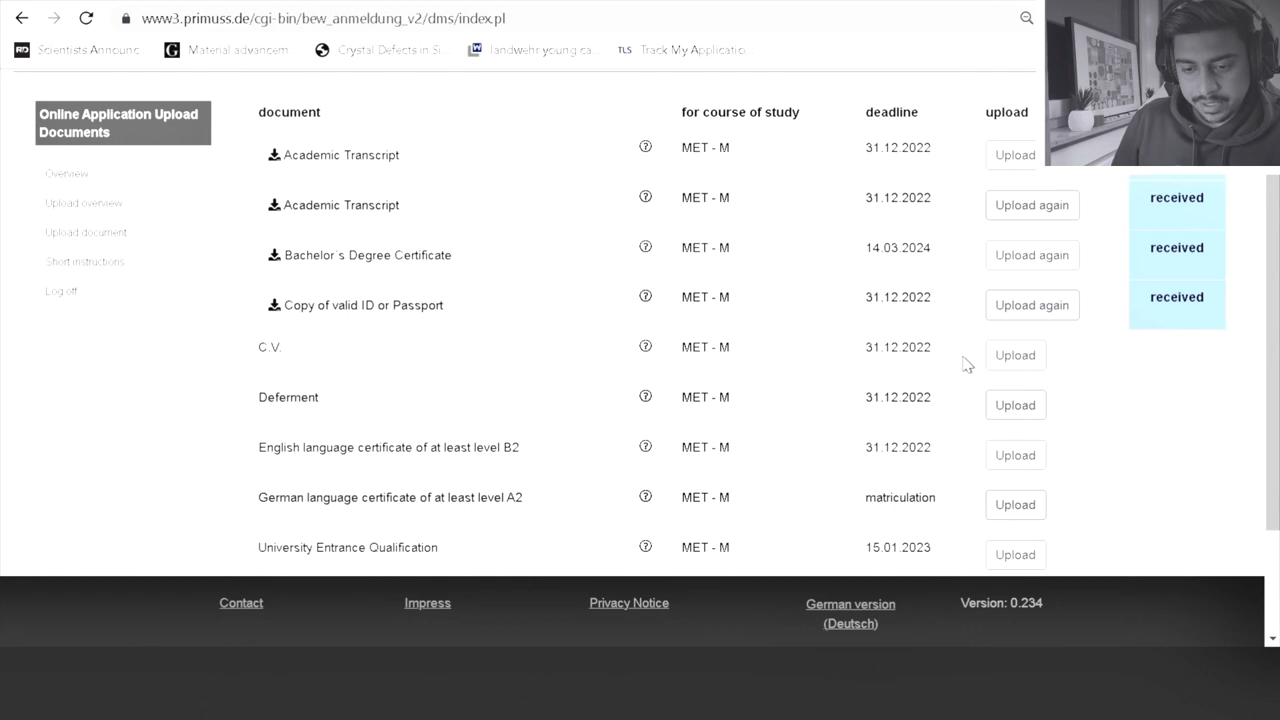 www3.primuss.de/cgi-bin/bew_anmeldung_v2/dms/index.pl
RD Scientists Announc
G Material advancem
Crystal Defects in Si...
W landwehr young ca...
TLS Track My Applicatio...
Online Application Upload
Documents
Overview
Upload overview
Upload document
Short instructions
Log off
document for course of study deadline upload
Academic Transcript MET - M 31.12.2022 Upload
Academic Transcript MET - M 31.12.2022 Upload again received
Bachelor`s Degree Certificate MET - M 14.03.2024 Upload again received
Copy of valid ID or Passport MET - M 31.12.2022 Upload again received
C.V. MET - M 31.12.2022 Upload
Deferment MET - M 31.12.2022 Upload
English language certificate of at least level B2 MET - M 31.12.2022 Upload
German language certificate of at least level A2 MET - M matriculation Upload
University Entrance Qualification MET - M 15.01.2023 Upload
Contact Impress Privacy Notice German version Version: 0.234
(Deutsch)